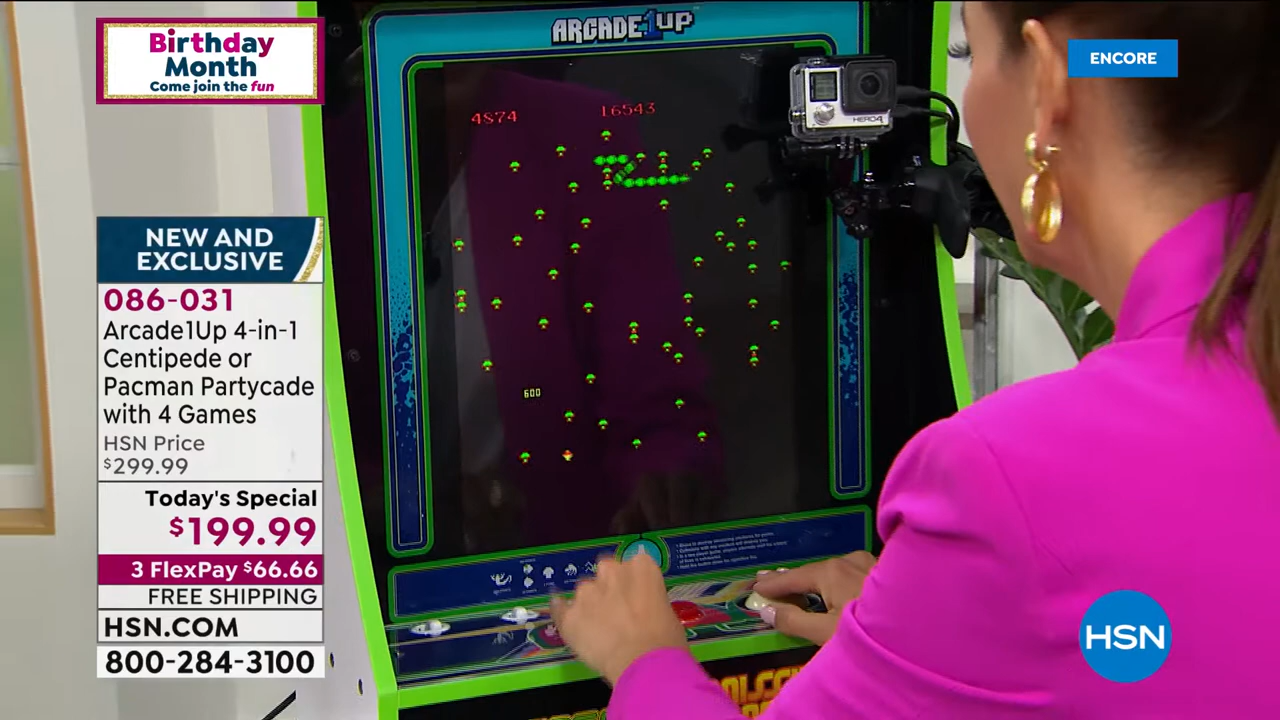 Birthday
Month
Come join the fun
ENCORE
NEW AND
EXCLUSIVE
086-031
Arcade1Up 4-in-1
Centipede or
Pacman Partycade
with 4 Games
HSN Price
$299.99
Today's Special
$199.99
3 FlexPay $66.66
FREE SHIPPING
HSN.COM
800-284-3100
ARCADE1UP
4874
16543
600
HERO4
HSN